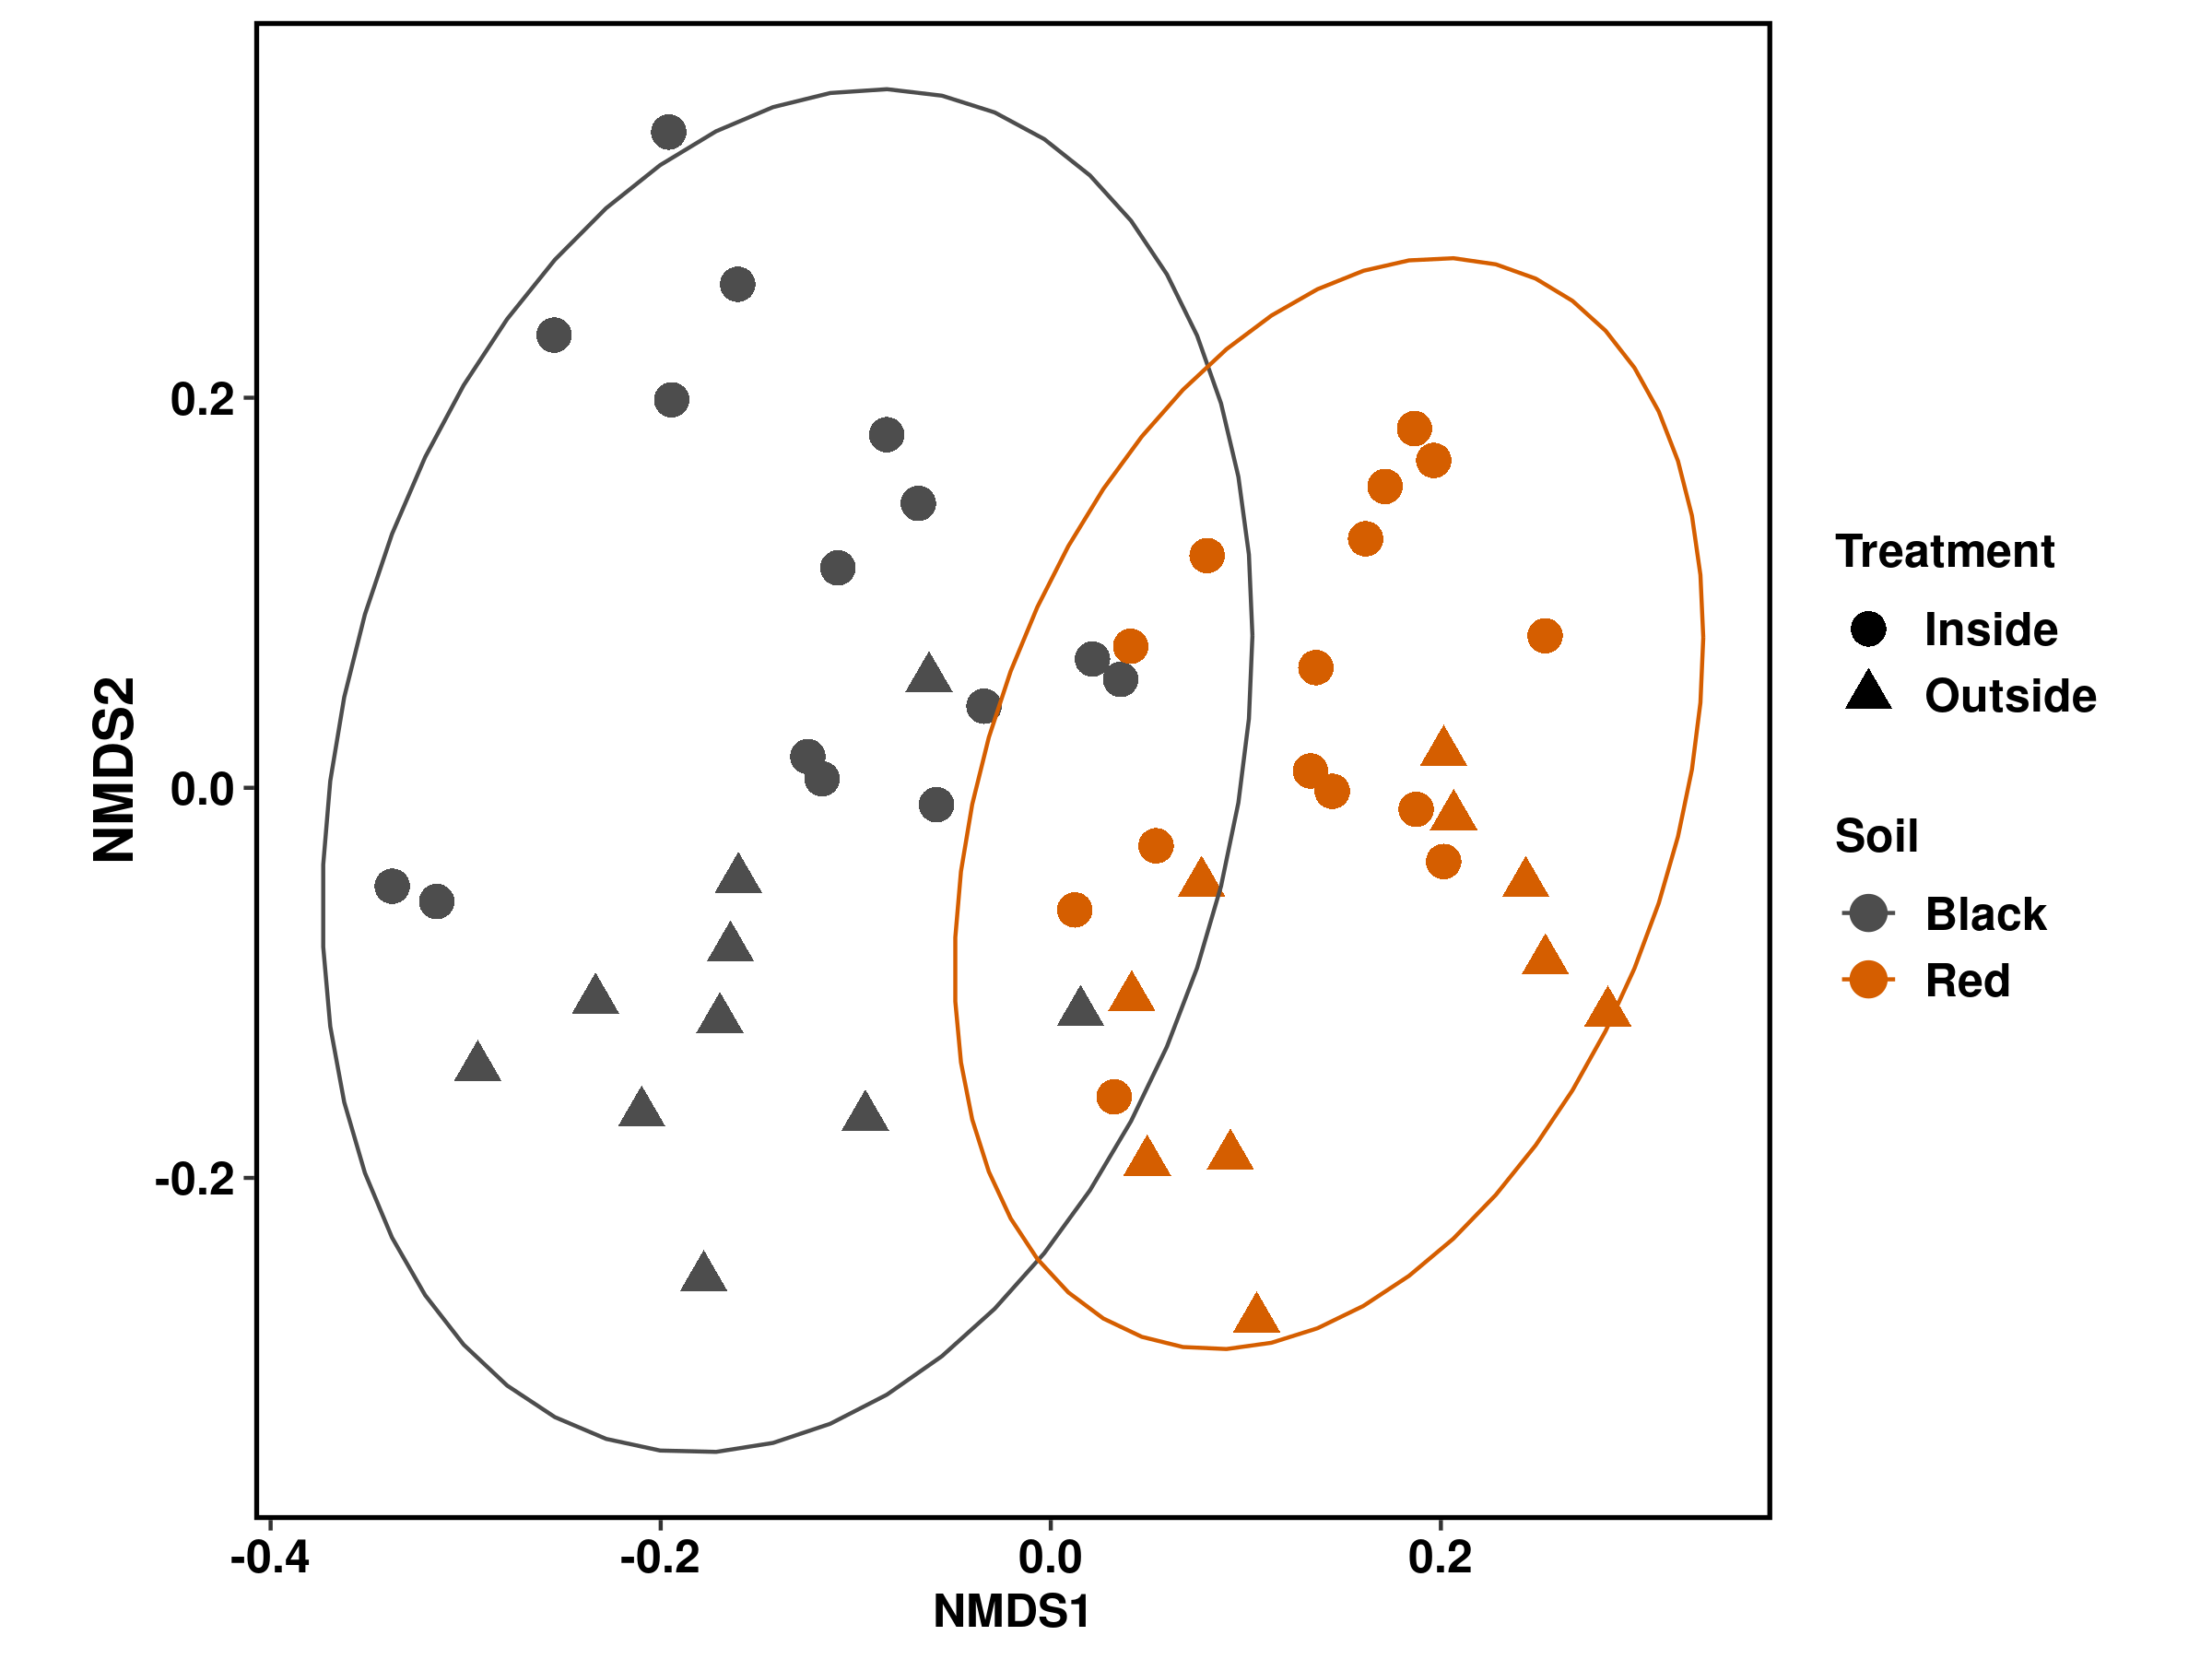 NMDS2
0.2
0.0
-0.2
-0.4
-0.2
0.0
0.2
NMDS1
Treatment
Inside
Outside
Soil
Black
Red